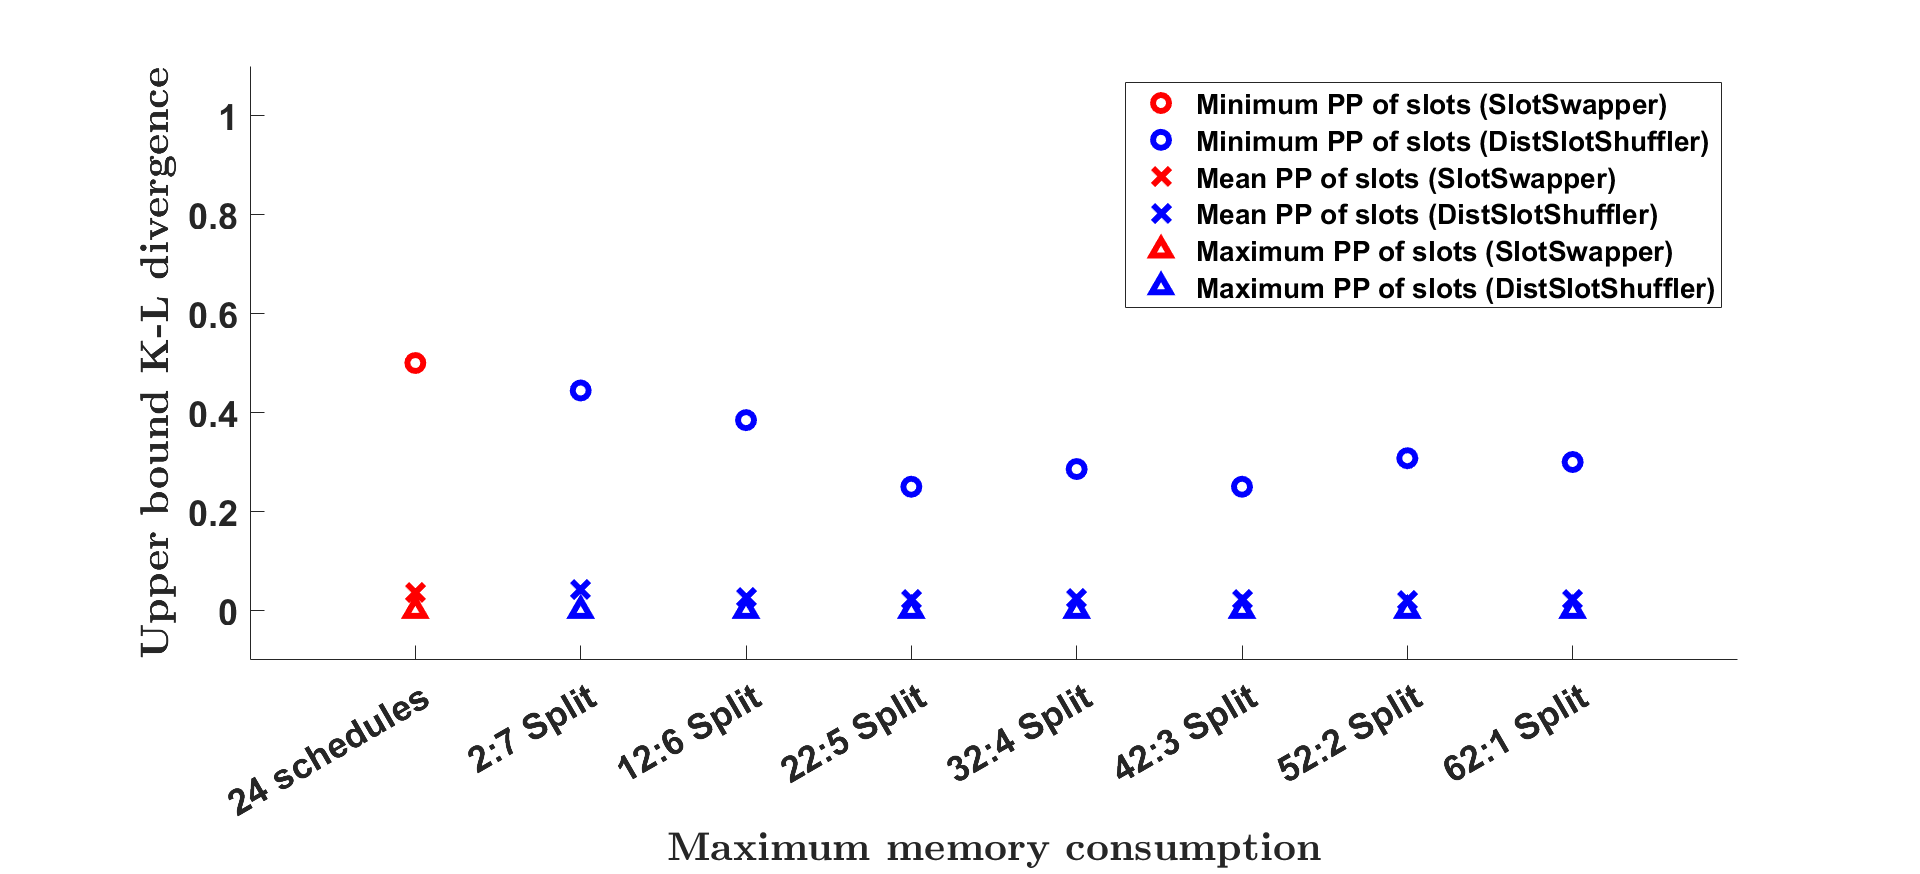 Upper bound K-L divergence
1
0.8
0.6
0.4
0.2
0
Minimum PP of slots (SlotSwapper)
Minimum PP of slots (DistSlotShuffler)
Mean PP of slots (SlotSwapper)
Mean PP of slots (DistSlotShuffler)
Maximum PP of slots (SlotSwapper)
Maximum PP of slots (DistSlotShuffler)
24 schedules
2:7 Split
12:6 Split
22:5 Split
32:4 Split
42:3 Split
52:2 Split
62:1 Split
Maximum memory consumption